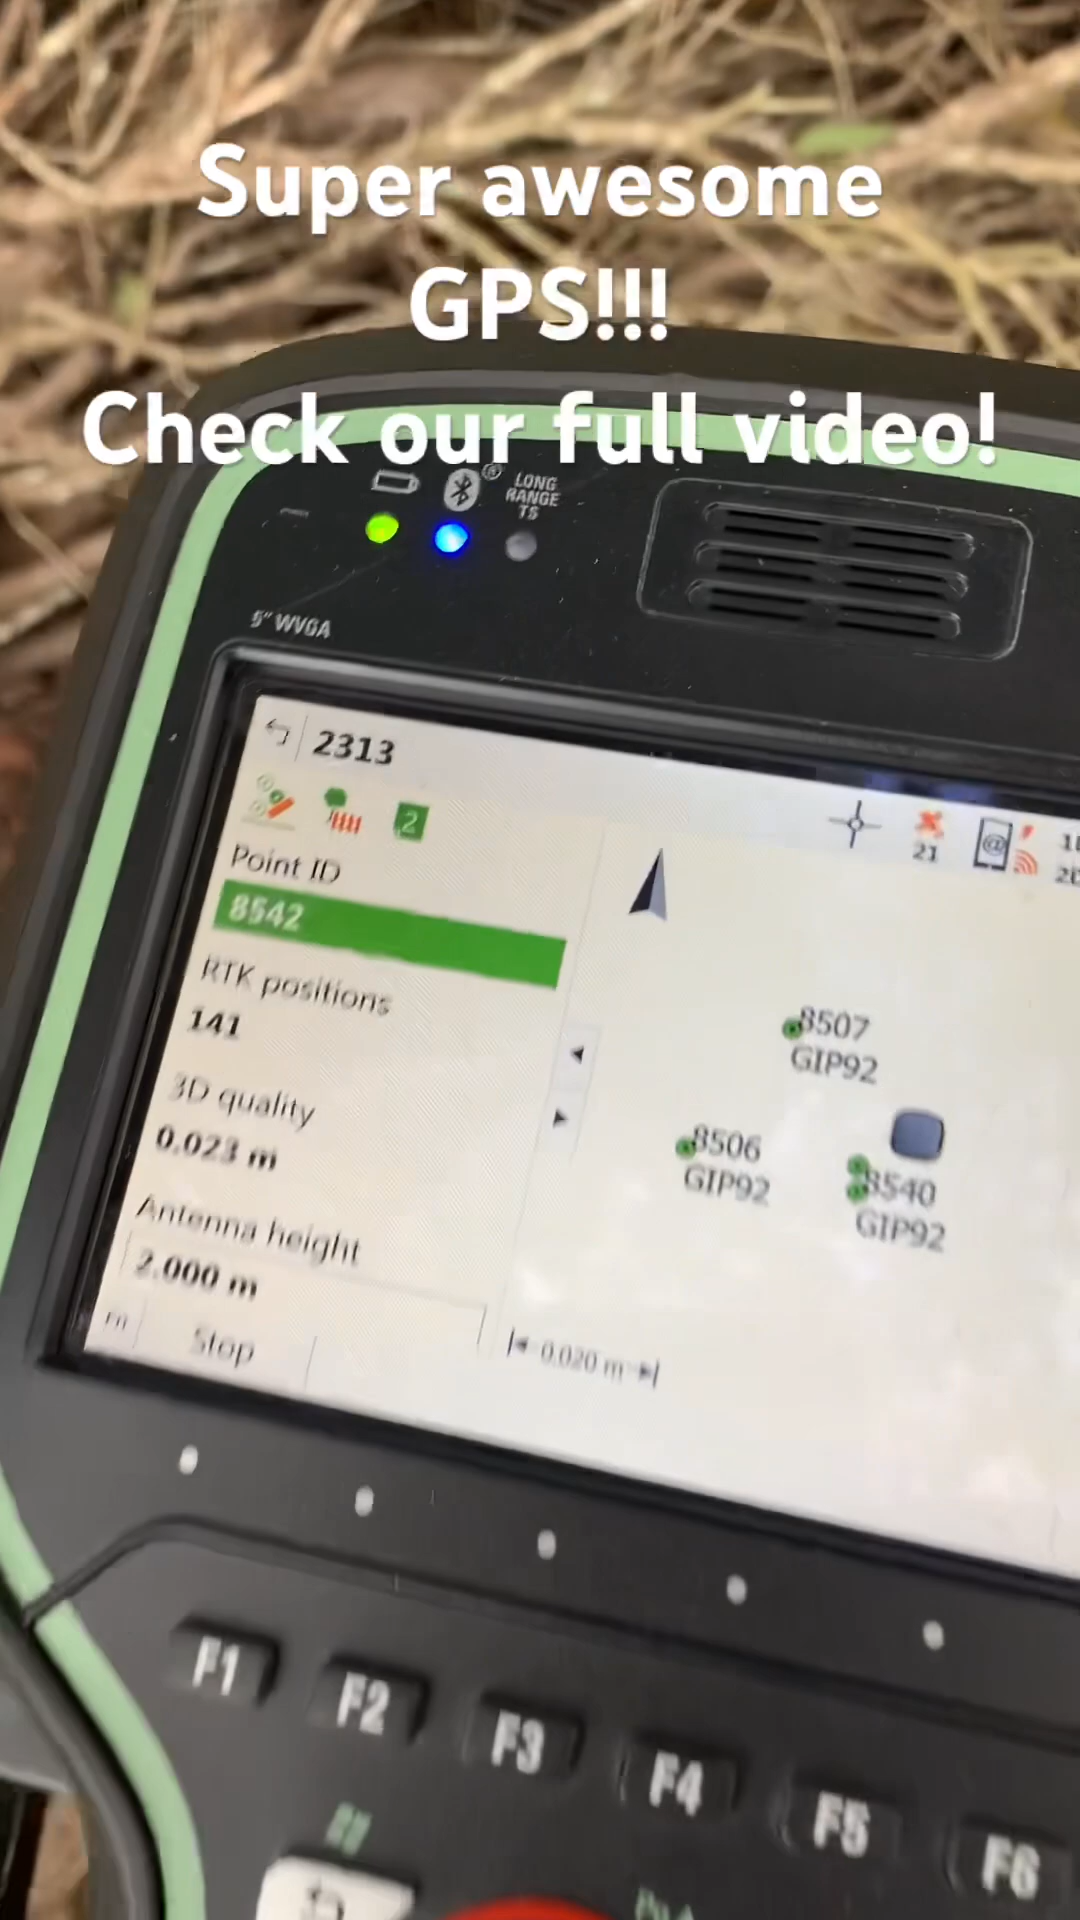 Super awesome
GPS!!!
Check our full video!
LONG
RANGE
TS
5" WVGA
2313
2
21
Point ID
8542
RTK positions
141
3D quality
0.023 m
Antenna height
2.000 m
Fn
Stop
8507
GIP92
8506
GIP92
8540
GIP92
0.020 m
F1
F2
F3
F4
F5
F6